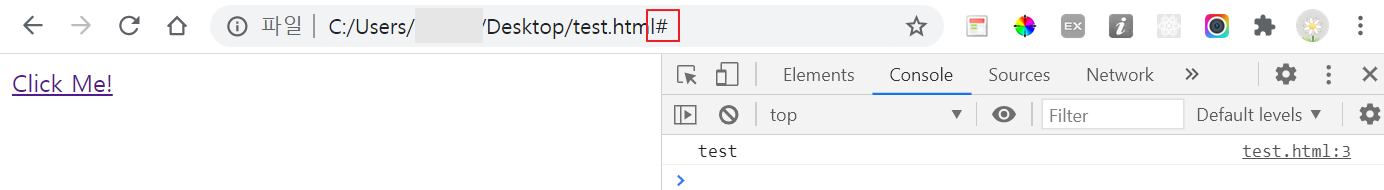 파일 C:/Users/ /Desktop/test.html#
EX
Click Me!
Elements Console Sources Network
top Filter Default levels
test test.html:3